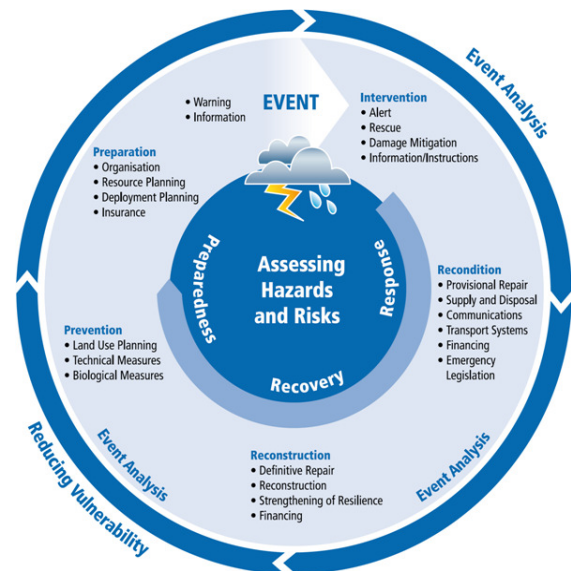 • Warning
• Information
EVENT
Intervention
• Alert
• Rescue
• Damage Mitigation
• Information/Instructions
Event Analysis
Preparation
• Organisation
• Resource Planning
• Deployment Planning
• Insurance
Preparedness
Assessing
Hazards
and Risks
Response
Recovery
Recondition
• Provisional Repair
• Supply and Disposal
• Communications
• Transport Systems
• Financing
• Emergency
Legislation
Prevention
• Land Use Planning
• Technical Measures
• Biological Measures
Event Analysis
Reconstruction
• Definitive Repair
• Reconstruction
• Strengthening of Resilience
• Financing
Event Analysis
Reducing Vulnerability